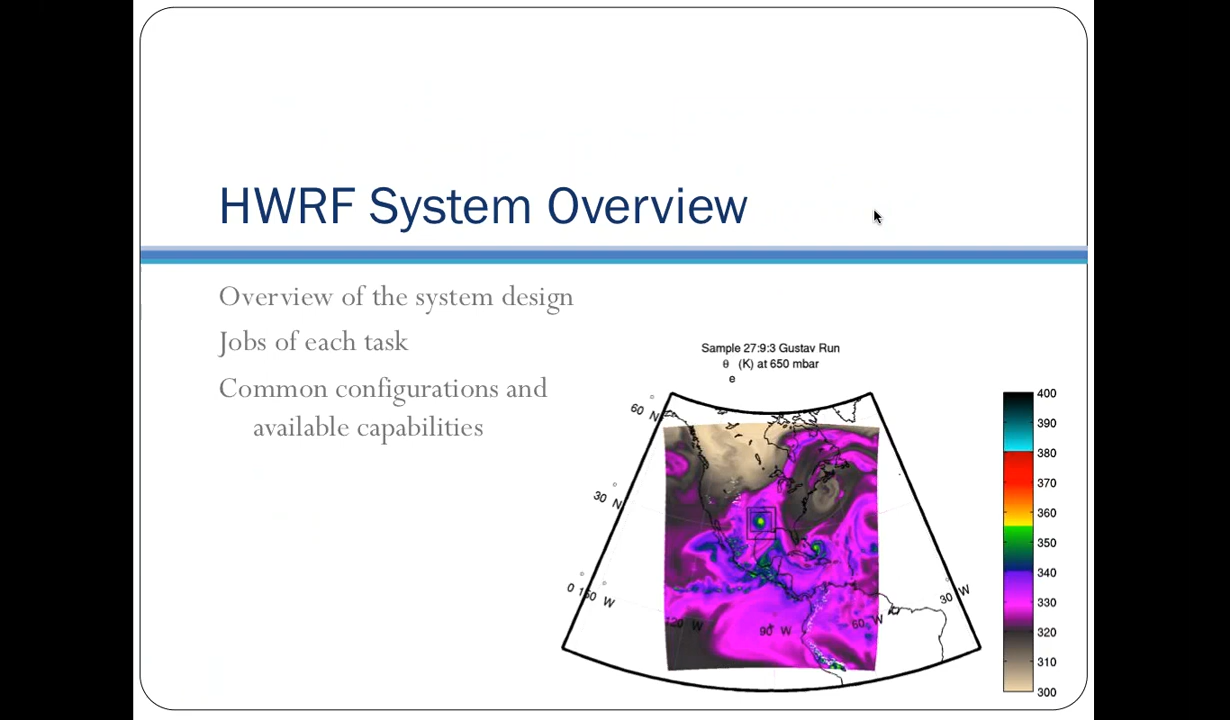 HWRF System Overview
Overview of the system design
Jobs of each task
Common configurations and
available capabilities
Sample 27:9:3 Gustav Run
θ (K) at 650 mbar
e
60 N
30 N
0
150 W
120 W
90 W
60 W
30 W
400
390
380
370
360
350
340
330
320
310
300